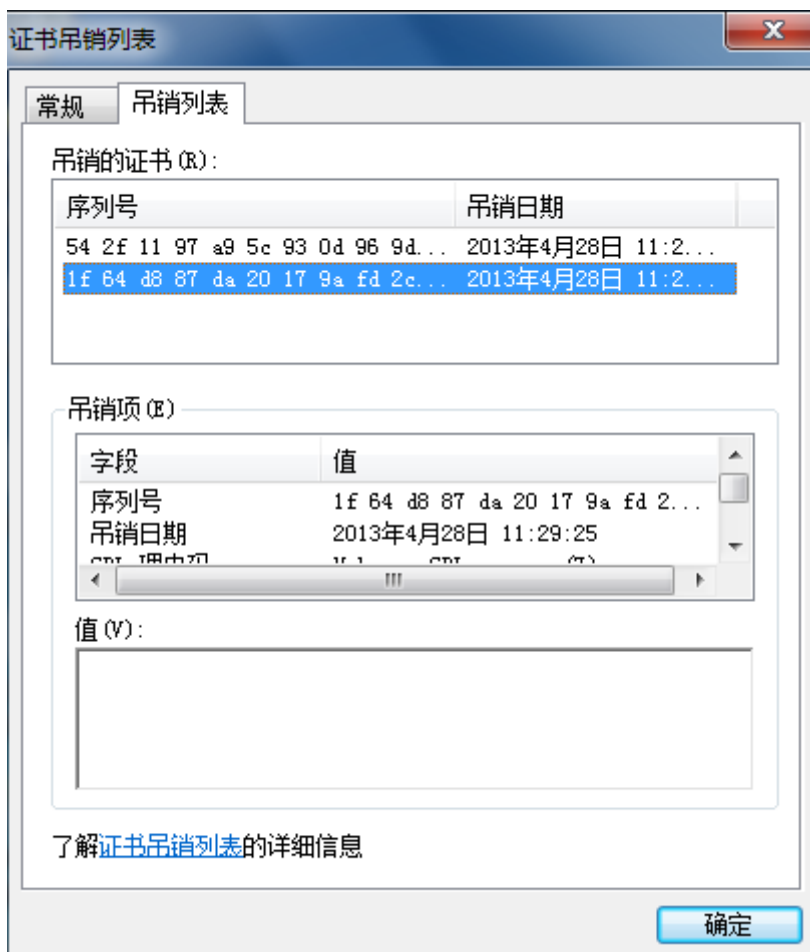 证书吊销列表
常规 吊销列表
吊销的证书(R):
序列号 吊销日期
54 2f 11 97 a9 5c 93 0d 96 9d... 2013年4月28日 11:2...
1f 64 d8 87 da 20 17 9a fd 2c... 2013年4月28日 11:2...
吊销项(E)
字段 值
序列号 1f 64 d8 87 da 20 17 9a fd 2...
吊销日期 2013年4月28日 11:29:25
CRL 理由码
值(V):
了解证书吊销列表的详细信息
确定